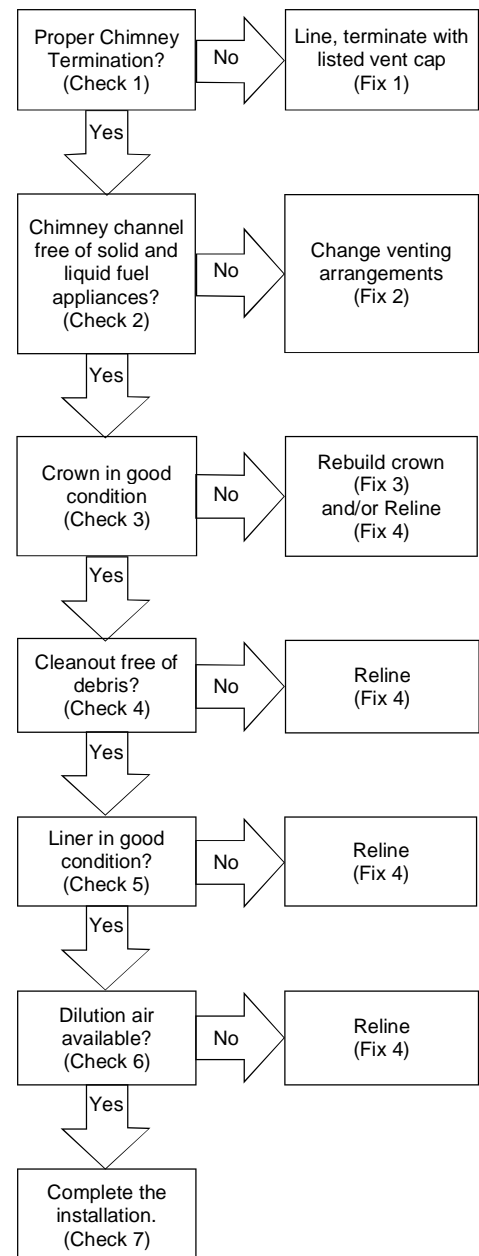 Proper Chimney
Termination?
(Check 1)
No
Line, terminate with
listed vent cap
(Fix 1)
Yes
Chimney channel
free of solid and
liquid fuel
appliances?
(Check 2)
No
Change venting
arrangements
(Fix 2)
Yes
Crown in good
condition
(Check 3)
No
Rebuild crown
(Fix 3)
and/or Reline
(Fix 4)
Yes
Cleanout free of
debris?
(Check 4)
No
Reline
(Fix 4)
Yes
Liner in good
condition?
(Check 5)
No
Reline
(Fix 4)
Yes
Dilution air
available?
(Check 6)
No
Reline
(Fix 4)
Yes
Complete the
installation.
(Check 7)